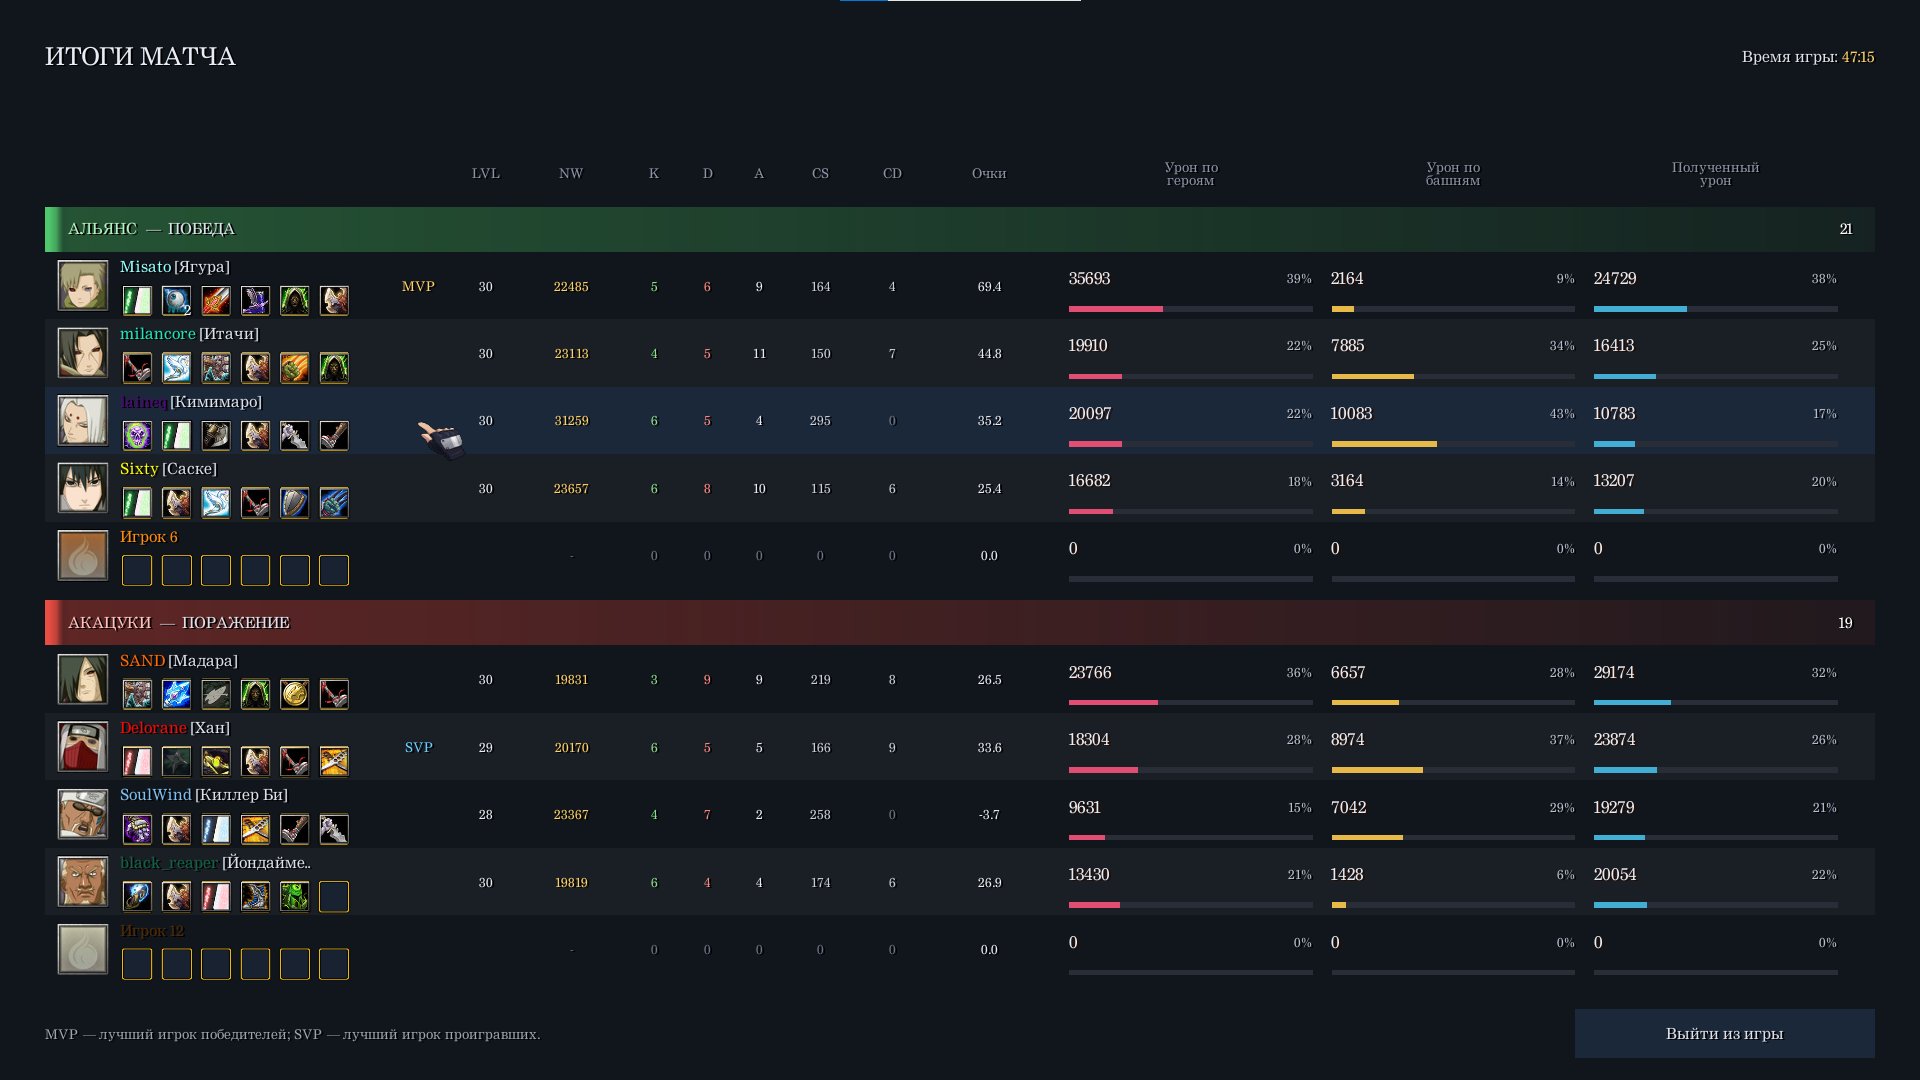 ИТОГИ МАТЧА
Время игры: 47:15
LVL NW K D A CS CD Очки Урон по героям Урон по башням Полученный урон
АЛЬЯНС — ПОБЕДА 21
Misato [Ягура]
2
MVP 30 22485 5 6 9 164 4 69.4 35693 39% 2164 9% 24729 38%
milancore [Итачи]
30 23113 4 5 11 150 7 44.8 19910 22% 7885 34% 16413 25%
laineq [Кимимаро]
30 31259 6 5 4 295 0 35.2 20097 22% 10083 43% 10783 17%
Sixty [Саске]
30 23657 6 8 10 115 6 25.4 16682 18% 3164 14% 13207 20%
Игрок 6
- 0 0 0 0 0 0.0 0 0% 0 0% 0 0%
АКАЦУКИ — ПОРАЖЕНИЕ 19
SAND [Мадара]
30 19831 3 9 9 219 8 26.5 23766 36% 6657 28% 29174 32%
Delorane [Хан]
SVP 29 20170 6 5 5 166 9 33.6 18304 28% 8974 37% 23874 26%
SoulWind [Киллер Би]
28 23367 4 7 2 258 0 -3.7 9631 15% 7042 29% 19279 21%
black_reaper [Йондайме..
30 19819 6 4 4 174 6 26.9 13430 21% 1428 6% 20054 22%
Игрок 12
- 0 0 0 0 0 0.0 0 0% 0 0% 0 0%
MVP — лучший игрок победителей; SVP — лучший игрок проигравших.
Выйти из игры